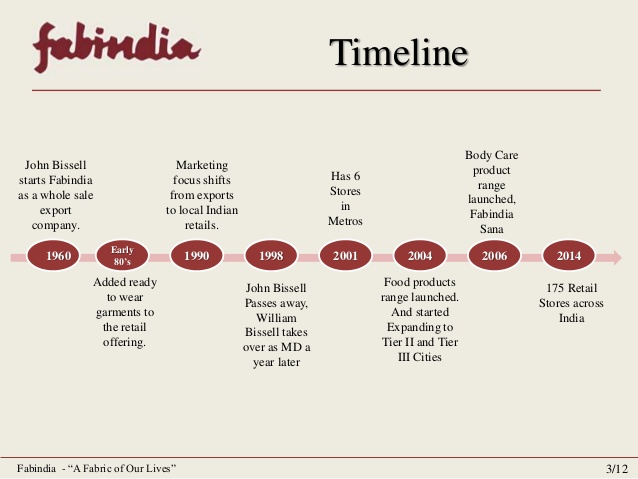 fabindia
Timeline
John Bissell
starts Fabindia
as a whole sale
export
company.
1960
Early
80's
Added ready
to wear
garments to
the retail
offering.
Marketing
focus shifts
from exports
to local Indian
retails.
1990
1998
John Bissell
Passes away,
William
Bissell takes
over as MD a
year later
Has 6
Stores
in
Metros
2001
2004
Food products
range launched.
And started
Expanding to
Tier II and Tier
III Cities
Body Care
product
range
launched,
Fabindia
Sana
2006
2014
175 Retail
Stores across
India
Fabindia - “A Fabric of Our Lives”
3/12